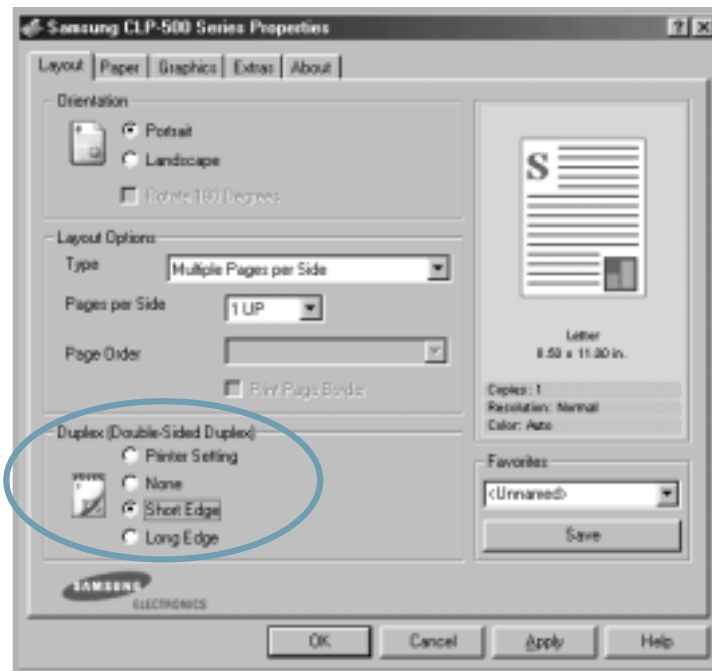 Samsung CLP-500 Series Properties
Layout Paper Graphics Extras About
Orientation
Portrait
Landscape
Rotate 180 Degrees
Layout Options
Type Multiple Pages per Side
Pages per Side 1 UP
Page Order
Print Page Border
Duplex (Double-Sided Duplex)
Printer Setting
None
Short Edge
Long Edge
S
Letter
8.50 x 11.00 in.
Copies: 1
Resolution: Normal
Color: Auto
Favorites
<Unnamed>
Save
SAMSUNG
ELECTRONICS
OK Cancel Apply Help